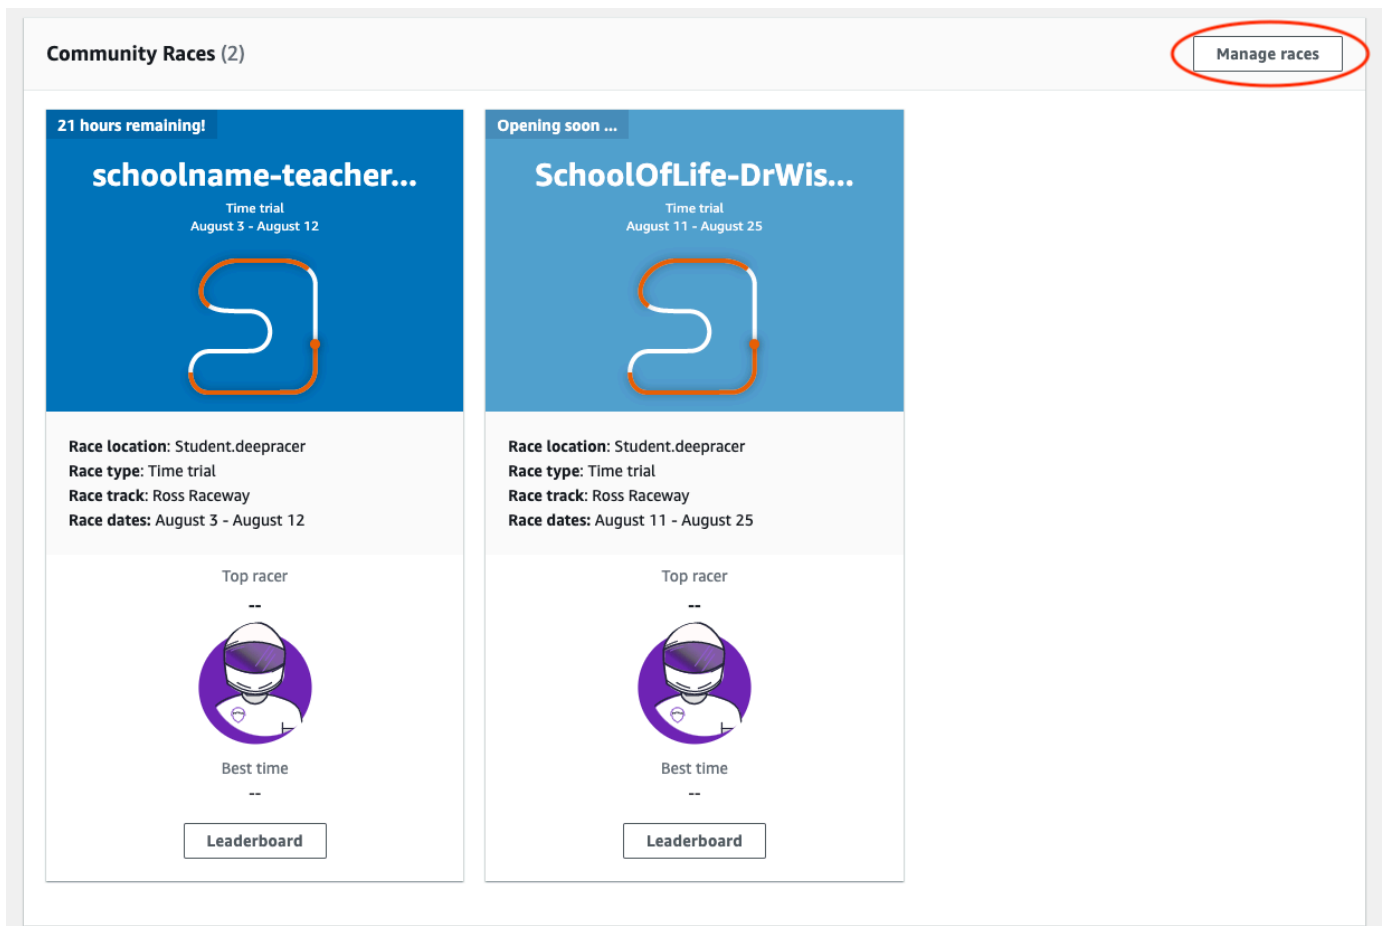 Community Races (2)
Manage races
21 hours remaining!
schoolname-teacher...
Time trial
August 3 - August 12
Race location: Student.deepracer
Race type: Time trial
Race track: Ross Raceway
Race dates: August 3 - August 12
Top racer
--
Best time
--
Leaderboard
Opening soon ...
SchoolOfLife-DrWis...
Time trial
August 11 - August 25
Race location: Student.deepracer
Race type: Time trial
Race track: Ross Raceway
Race dates: August 11 - August 25
Top racer
--
Best time
--
Leaderboard